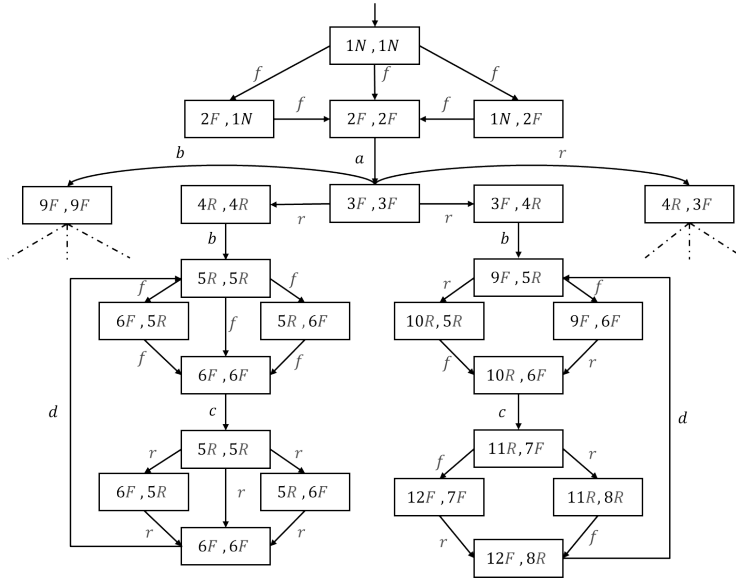 1N , 1N
f f f
2F , 1N f 2F , 2F f 1N , 2F
b a r
9F , 9F 4R , 4R r 3F , 3F r 3F , 4R 4R , 3F
b b
5R , 5R 9F , 5R
f f r f
6F , 5R f 5R , 6F 10R, 5R 9F , 6F
f f f r
6F , 6F 10R , 6F
d c c d
5R , 5R 11R, 7F
r r f r
6F , 5R r 5R , 6F 12F , 7F 11R, 8R
r r r f
6F , 6F 12F , 8R